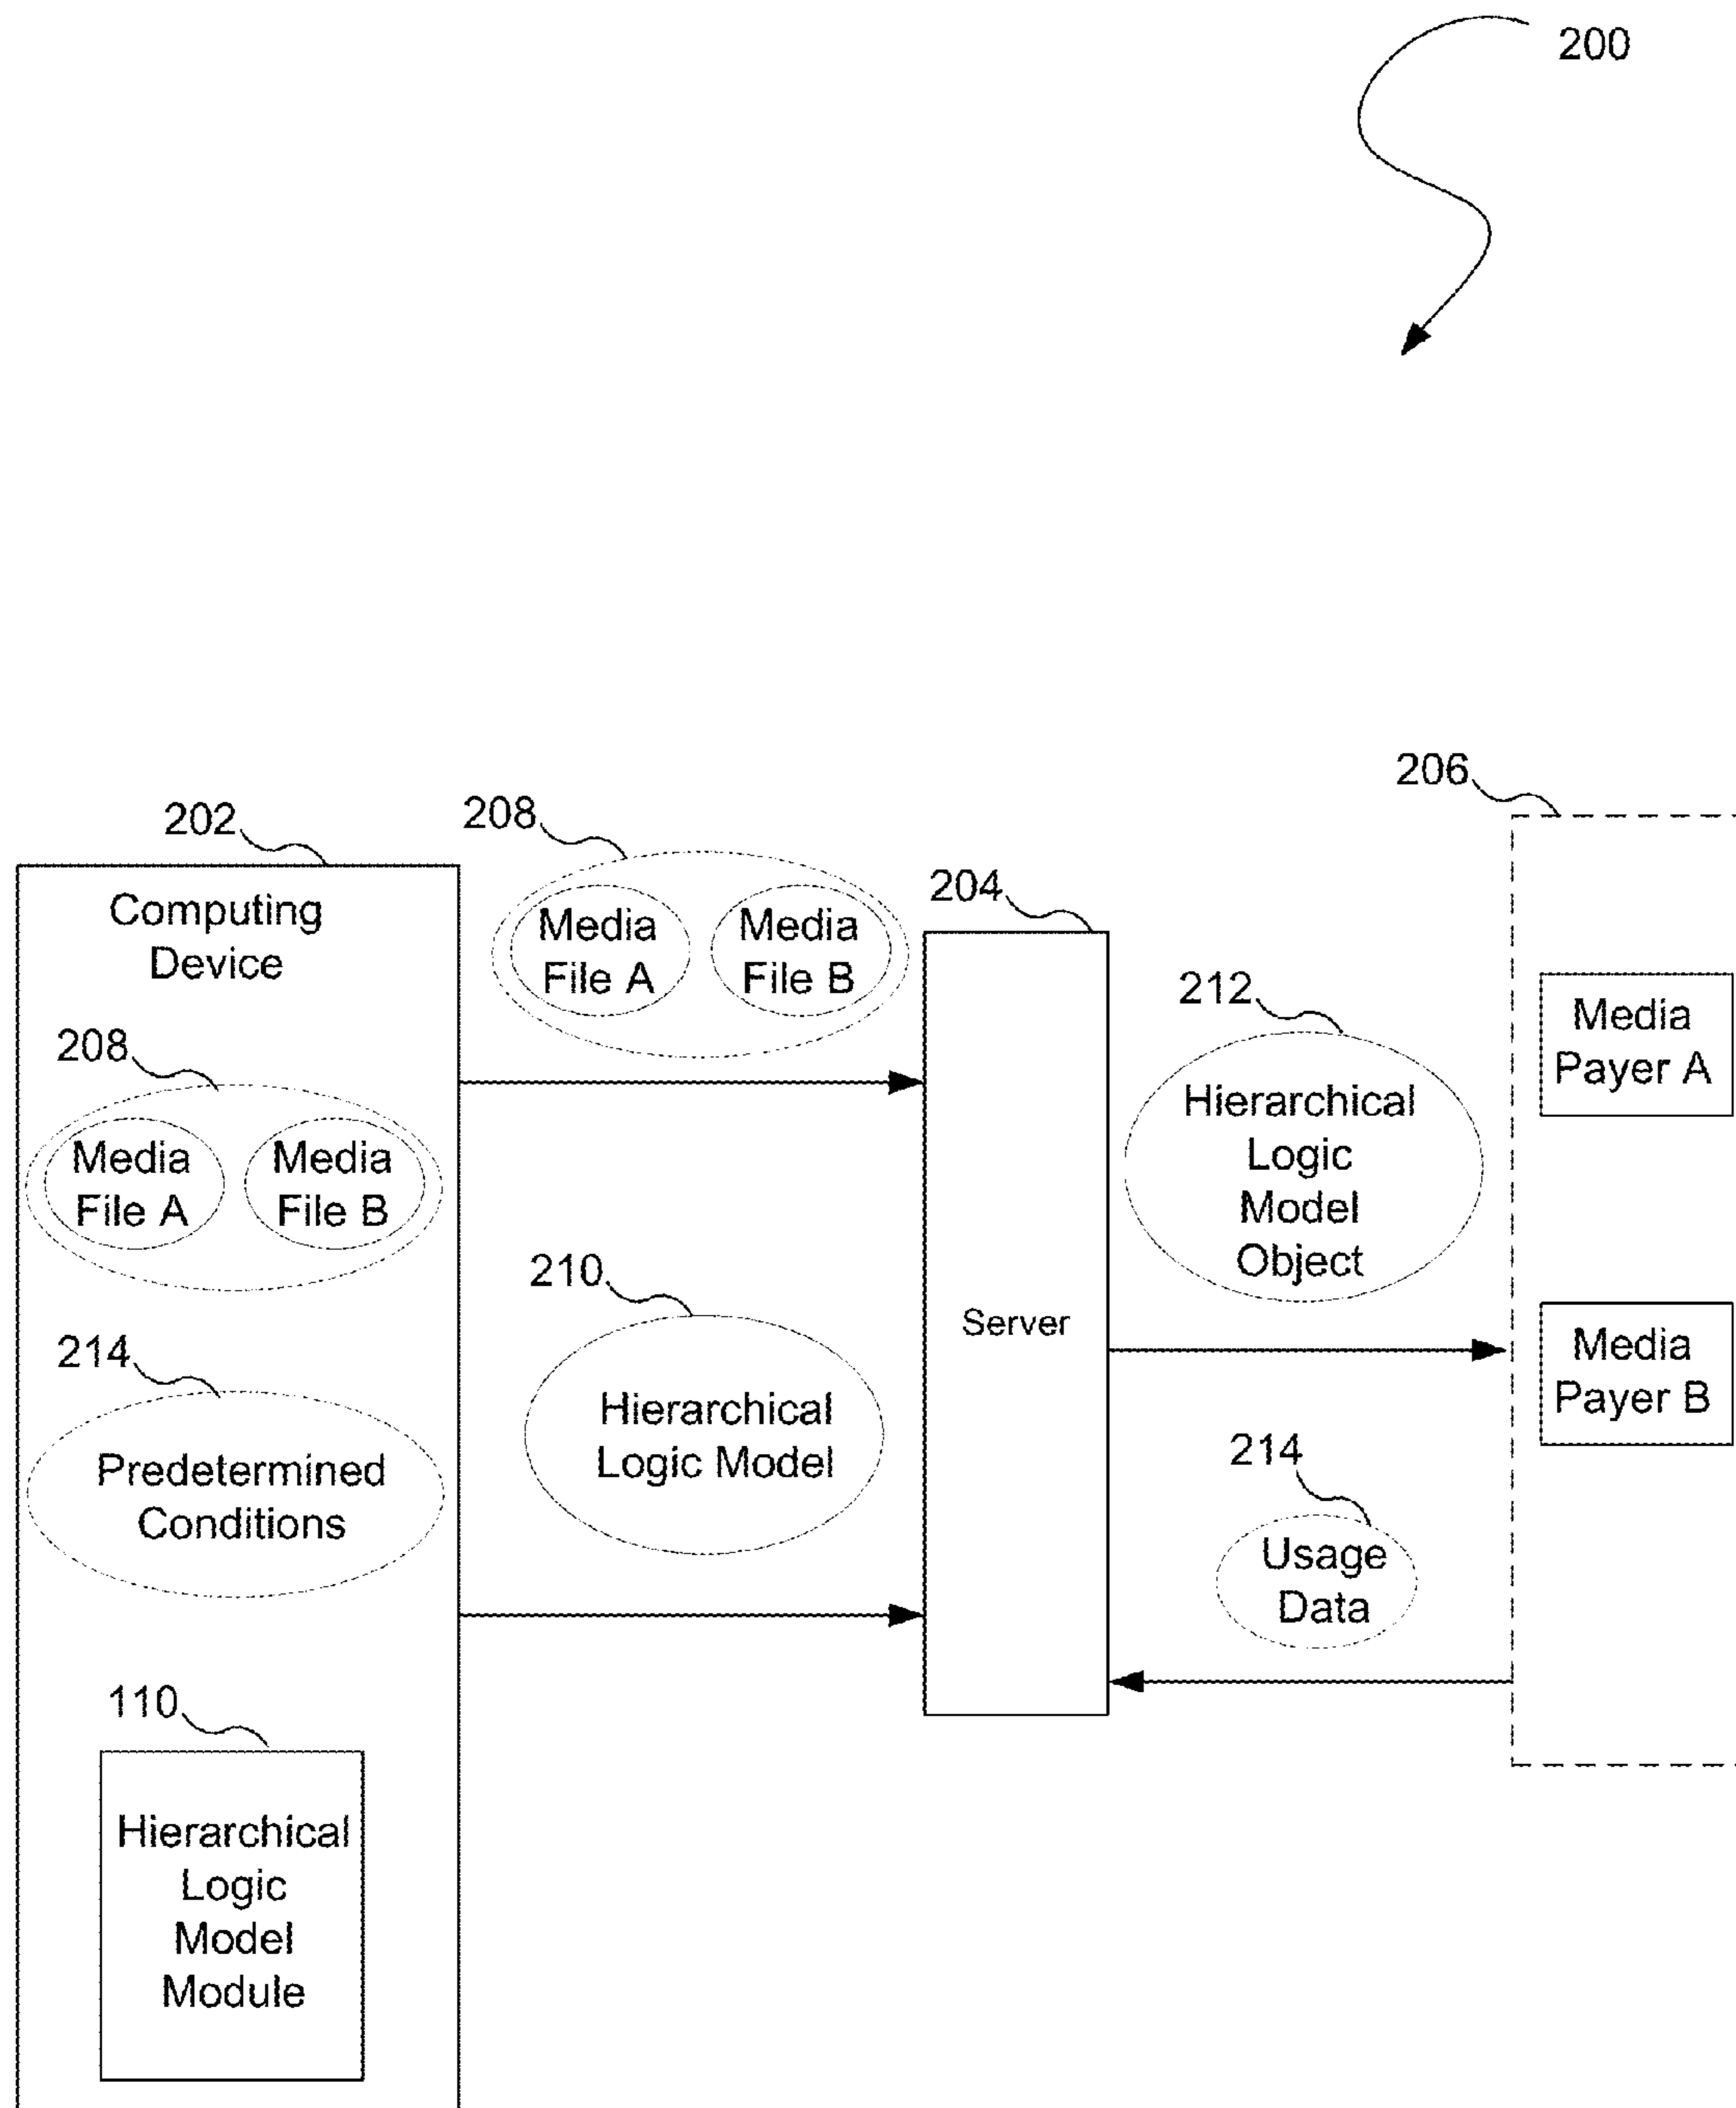 200
206
202
208
204
Computing
Device
Media
File A
Media
File B
212
Media
Payer A
208
Hierarchical
Logic
Model
Object
Media
File A
Media
File B
210
Server
Media
Payer B
214
Hierarchical
Logic Model
214
Predetermined
Conditions
Usage
Data
110
Hierarchical
Logic
Model
Module